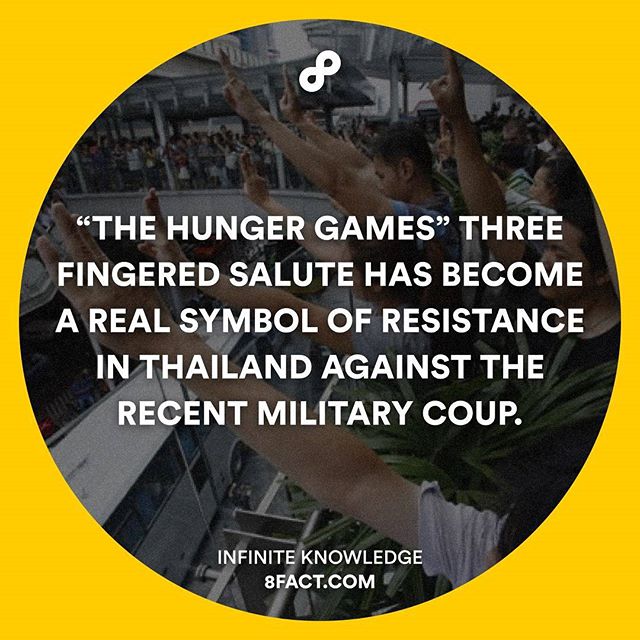 “THE HUNGER GAMES” THREE
FINGERED SALUTE HAS BECOME
A REAL SYMBOL OF RESISTANCE
IN THAILAND AGAINST THE
RECENT MILITARY COUP.
INFINITE KNOWLEDGE
8FACT.COM